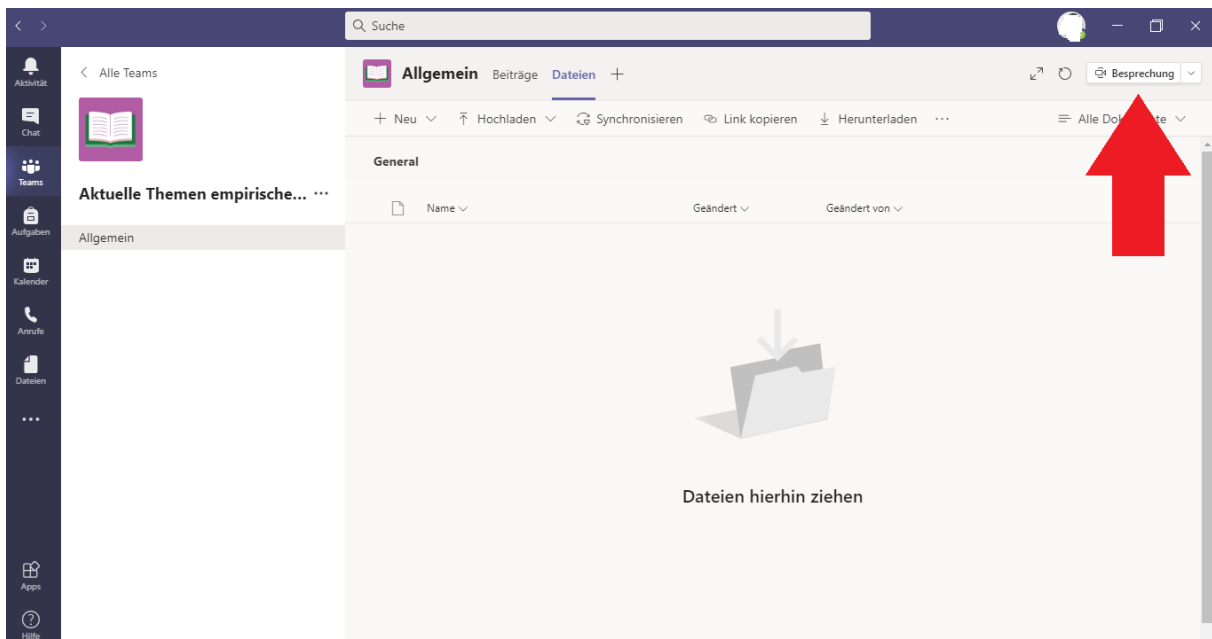 Suche
Aktivität
Chat
Teams
Aufgaben
Kalender
Anrufe
Dateien
Apps
Hilfe
Alle Teams
Aktuelle Themen empirische... ...
Allgemein
Allgemein Beiträge Dateien +
Besprechung
+ Neu Hochladen Synchronisieren Link kopieren Herunterladen ... Alle
General
Name Geändert Geändert von
Dateien hierhin ziehen